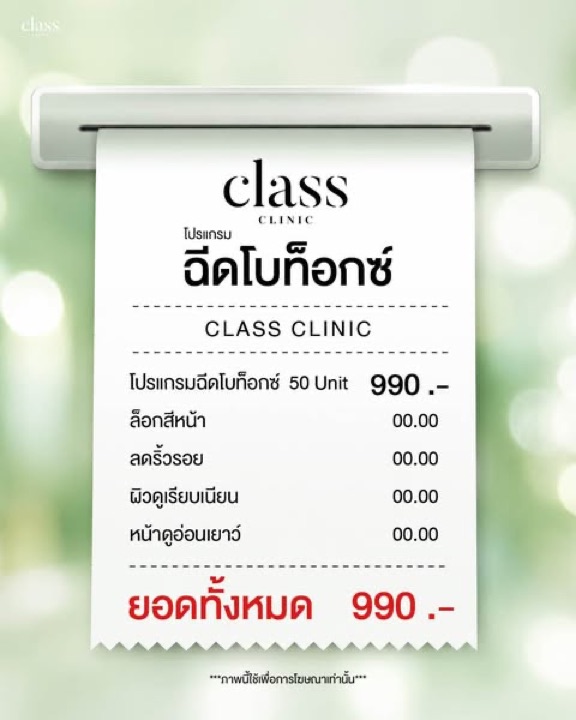 class
class
CLINIC
โปรแกรม
ฉีดโบท็อกซ์
CLASS CLINIC
โปรแกรมฉีดโบท็อกซ์ 50 Unit 990 .-
ล็อกสีหน้า 00.00
ลดริ้วรอย 00.00
ผิวดูเรียบเนียน 00.00
หน้าดูอ่อนเยาว์ 00.00
ยอดทั้งหมด 990 .-
***ภาพนี้ใช้เพื่อการโฆษณาเท่านั้น***